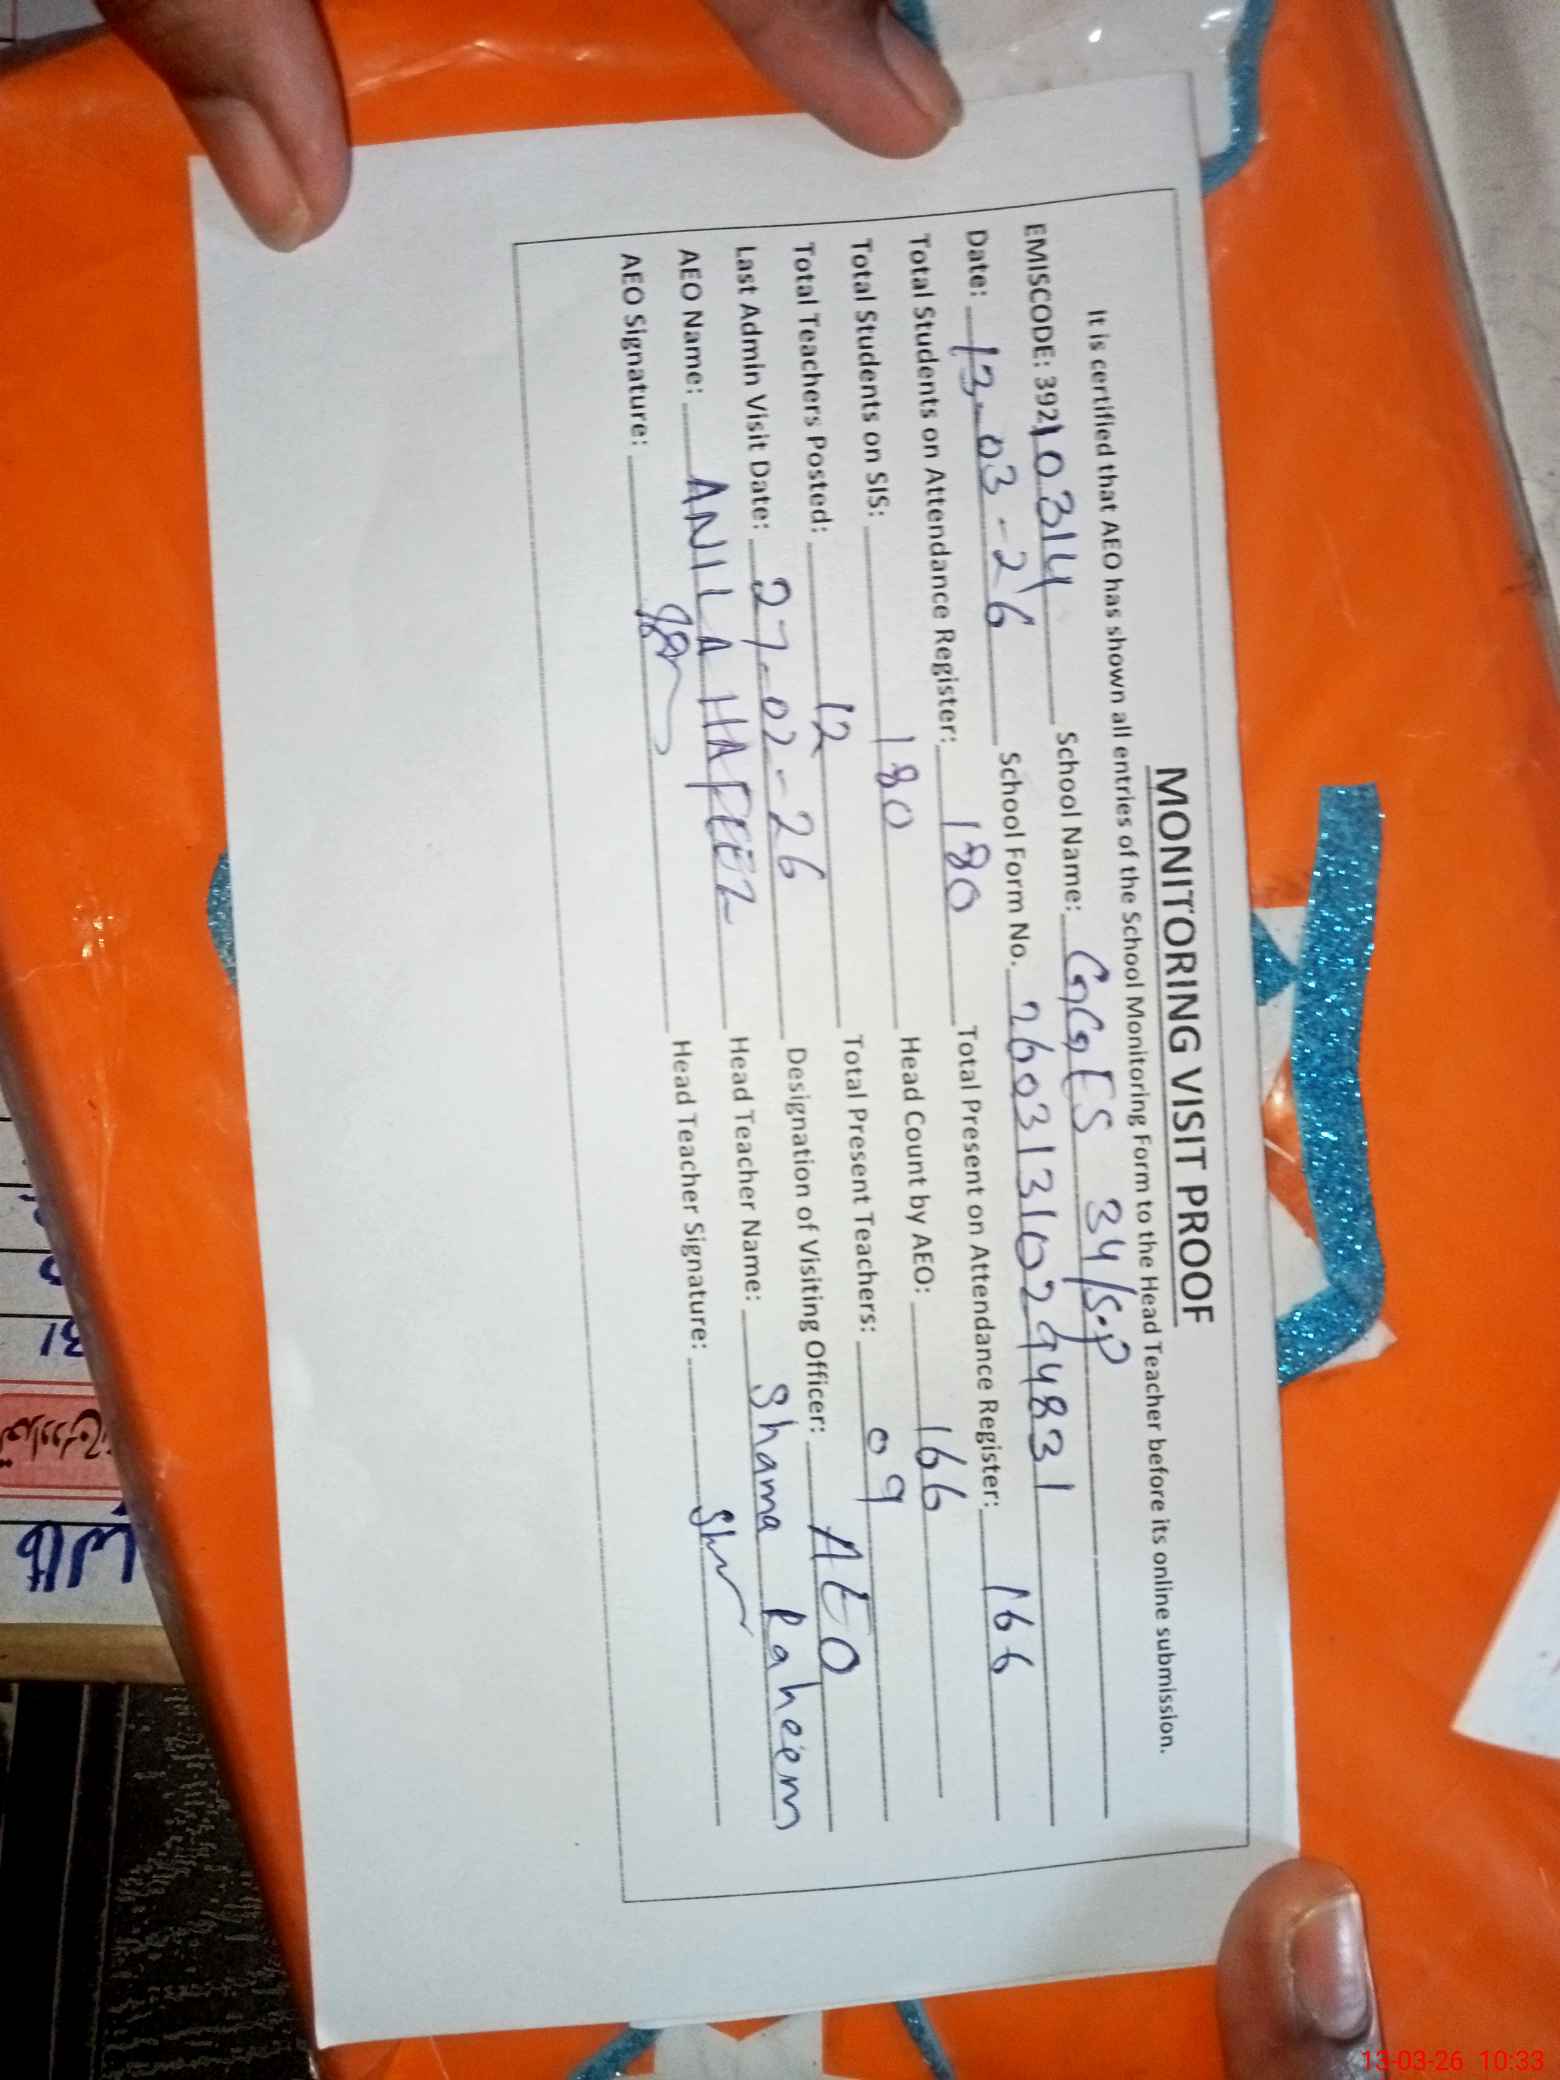 MONITORING VISIT PROOF
It is certified that AEO has shown all entries of the School Monitoring Form to the Head Teacher before its online submission.
EMISCODE: 39210314 School Name: GGES 34/S.P
Date: 13-03-26 School Form No. 26031310294831
Total Students on Attendance Register: 180 Total Present on Attendance Register: 166
Total Students on SIS: 180 Head Count by AEO: 166
Total Teachers Posted: 12 Total Present Teachers: 09
Last Admin Visit Date: 27-02-26 Designation of Visiting Officer: AEO
AEO Name: ANILA HAFEEZ Head Teacher Name: Shama Raheem
AEO Signature: Head Teacher Signature:
13-03-26 10:33